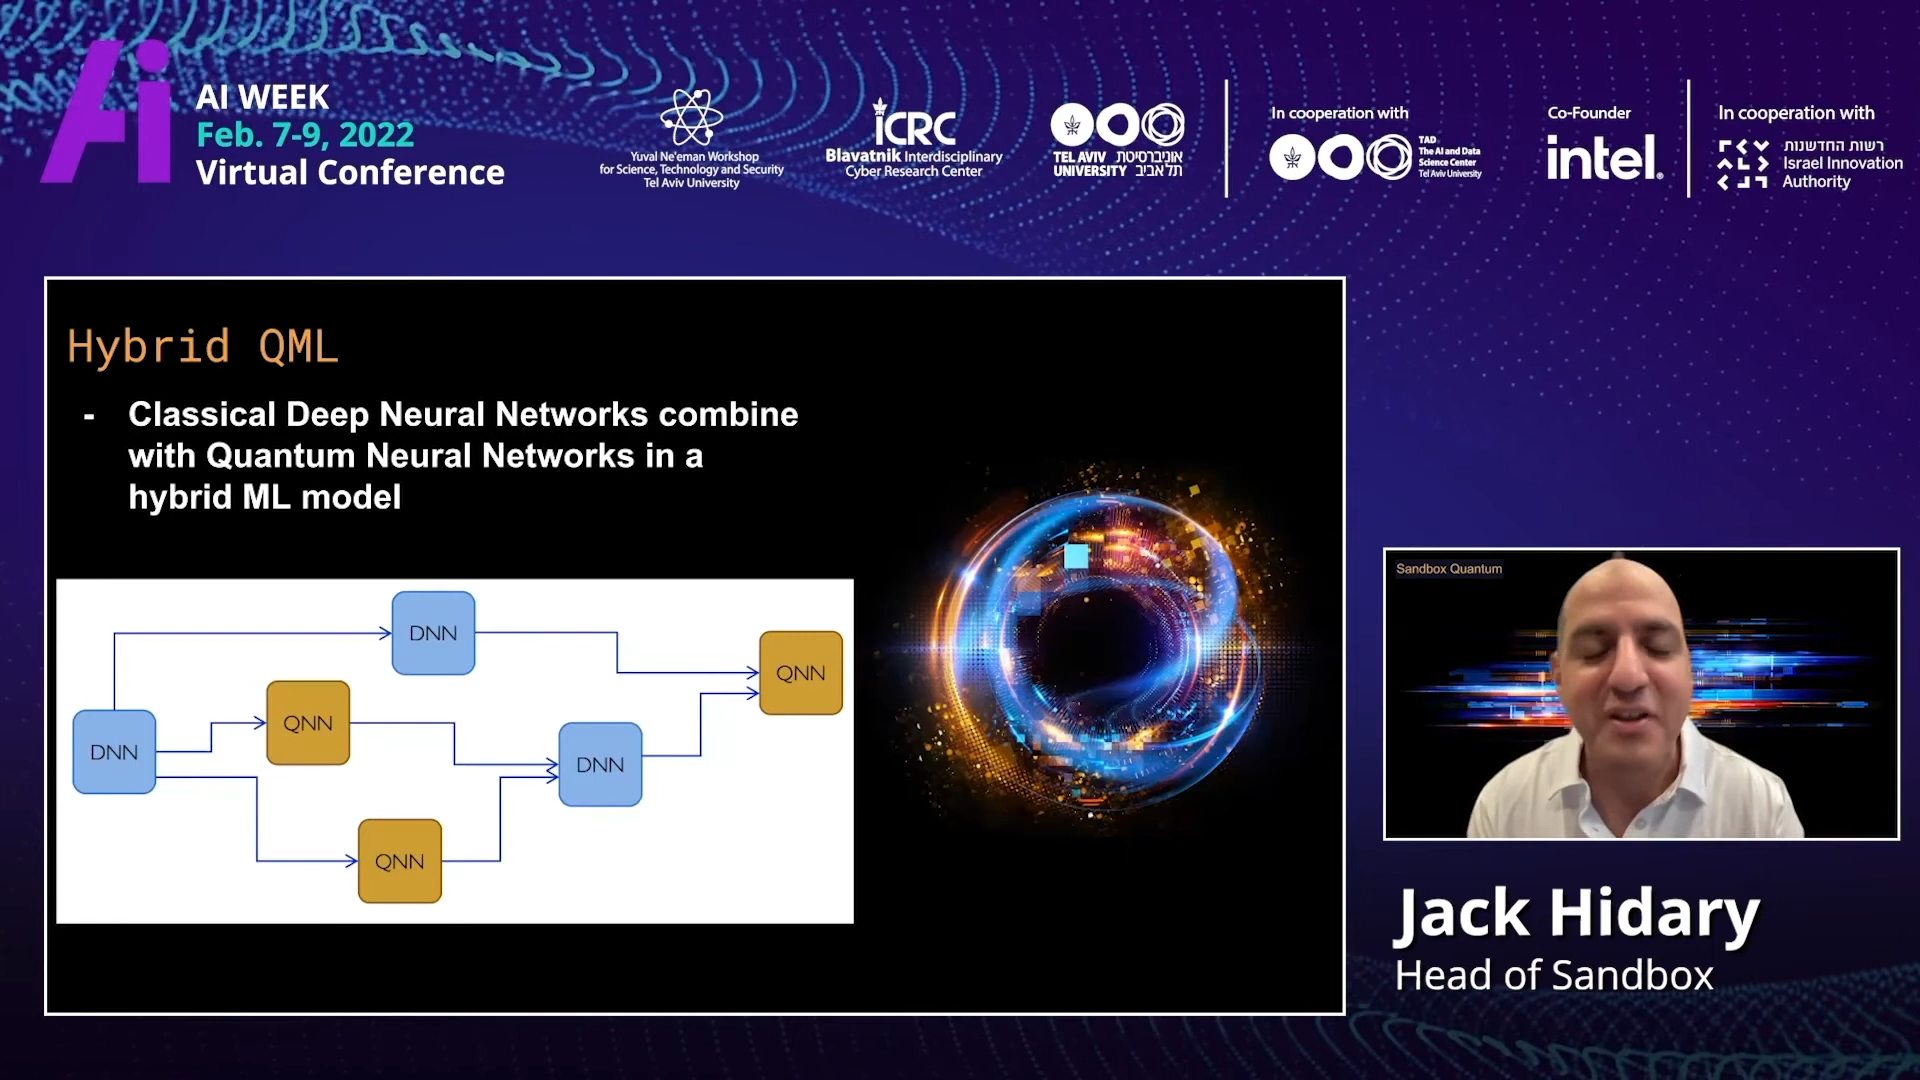 Ai
AI WEEK
Feb. 7-9, 2022
Virtual Conference
Yuval Ne'eman Workshop
for Science, Technology and Security
Tel Aviv University
iCRC
Blavatnik Interdisciplinary
Cyber Research Center
TEL AVIV אוניברסיטת
UNIVERSITY תל אביב
In cooperation with
TAD
The AI and Data
Science Center
Tel Aviv University
Co-Founder
intel.
In cooperation with
רשות החדשנות
Israel Innovation
Authority
Hybrid QML
- Classical Deep Neural Networks combine
with Quantum Neural Networks in a
hybrid ML model
DNN
QNN
QNN
DNN
DNN
QNN
Sandbox Quantum
Jack Hidary
Head of Sandbox